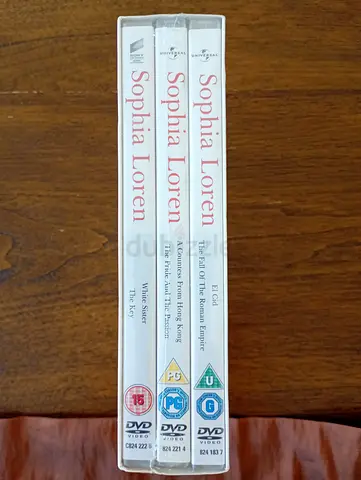 Sophia Loren
White Sister
The Key
15
DVD
VIDEO
UNIVERSAL
Sophia Loren
A Countess From Hong Kong
The Pride And The Passion
PG
PG
DVD
VIDEO
824 221 4
UNIVERSAL
Sophia Loren
El Cid
The Fall Of The Roman Empire
U
G
DVD
VIDEO
824 183 7
dubizzle